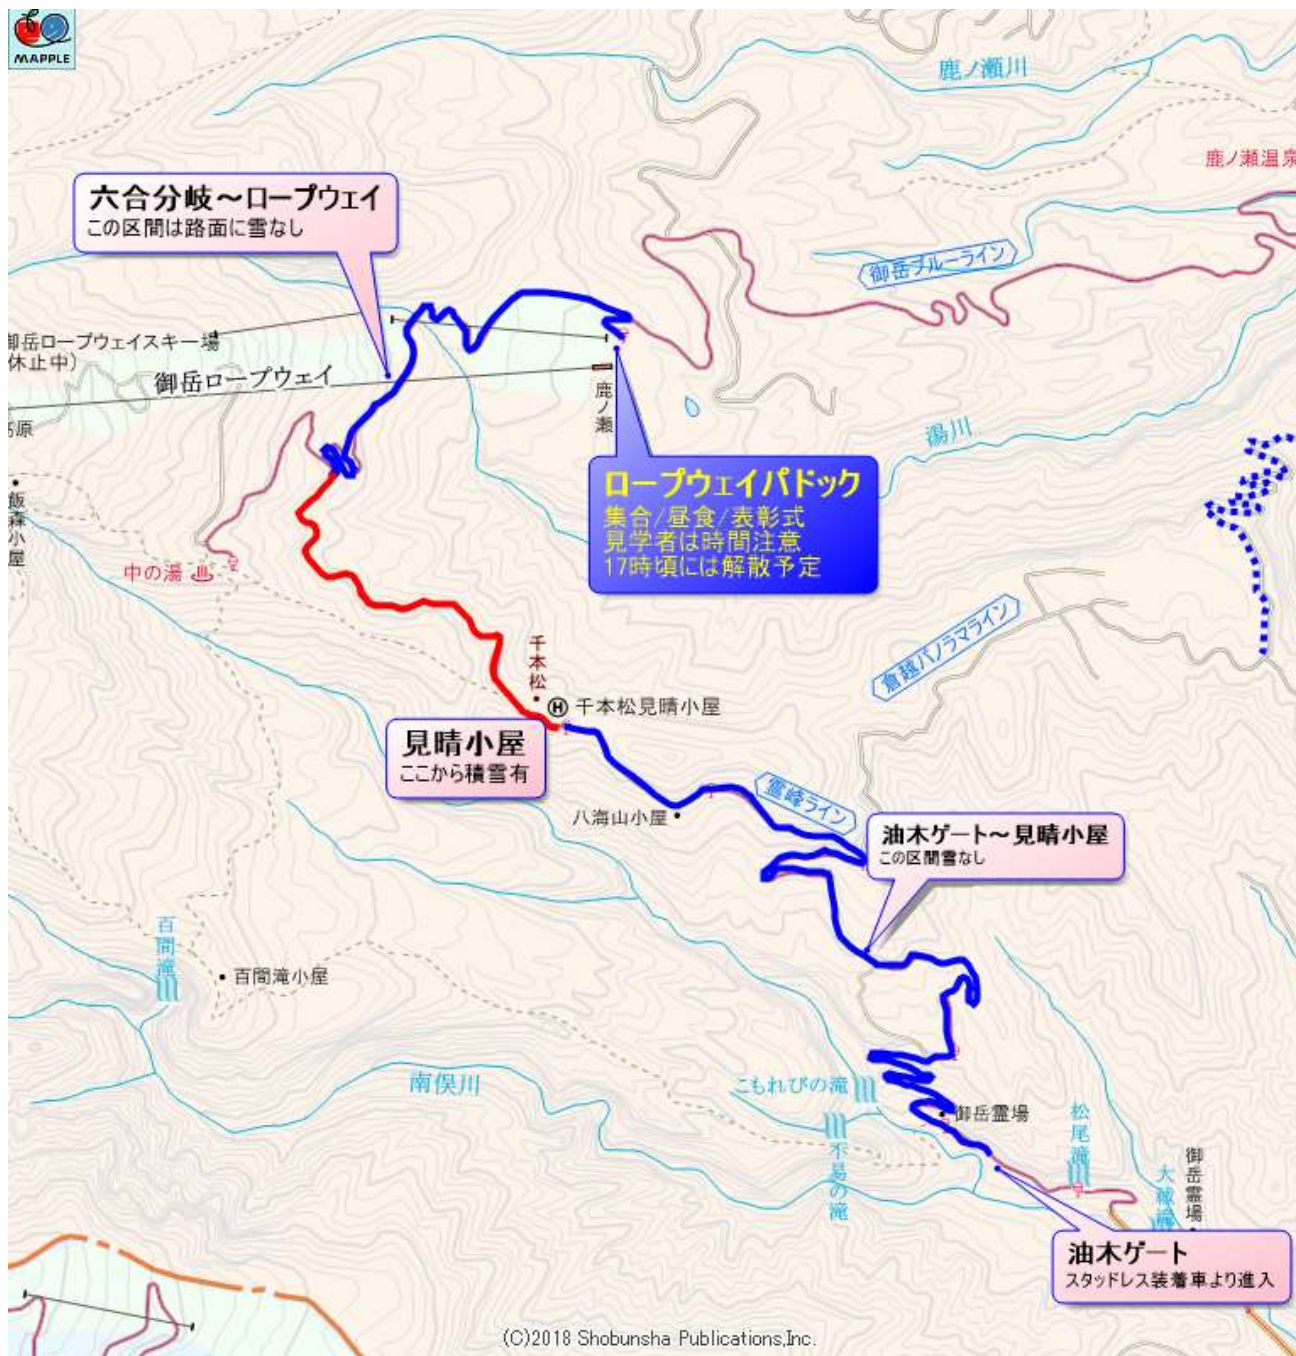 MAPPLE
鹿ノ瀬川
鹿ノ瀬温泉
六合分岐～ロープウェイ
この区間は路面に雪なし
御岳ブルーライン
御岳ロープウェイスキー場
休止中)
御岳ロープウェイ
鹿ノ瀬
高原
湯川
ロープウェイパドック
集合/昼食/表彰式
見学者は時間注意
17時頃には解散予定
飯森小屋
中の湯
倉越パノラマライン
千本松
H
千本松見晴小屋
見晴小屋
ここから積雪有
霊峰ライン
八海山小屋
油木ゲート～見晴小屋
この区間雪なし
百間滝
百間滝小屋
南俣川
こもれびの滝
不易の滝
御岳霊場
松尾滝
御岳霊場
油木ゲート
スタッドレス装着車より進入
(C)2018 Shobunsha Publications,Inc.